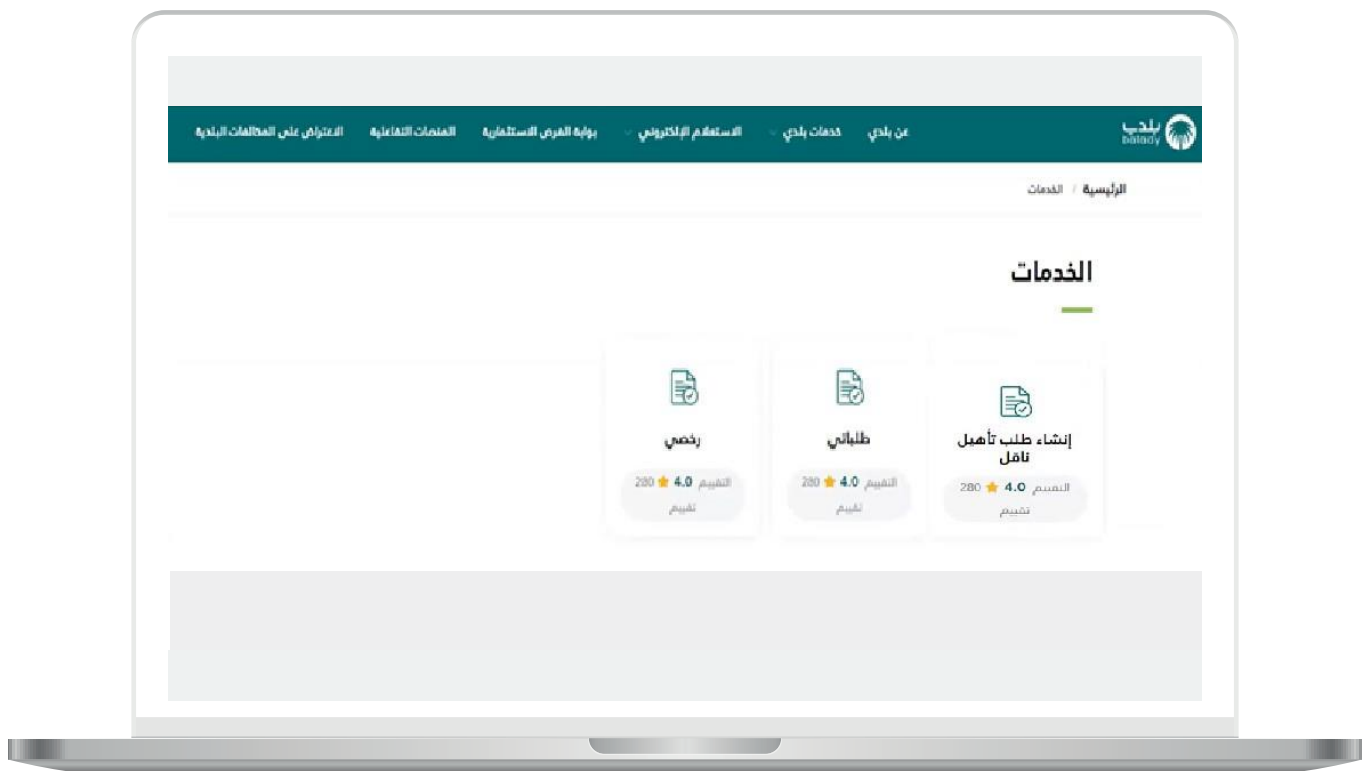 بلدي
balady
عن بلدي
خدمات بلدي
الاستعلام الإلكتروني
بوابة الفرص الاستثمارية
المنصات التفاعلية
الاعتراض على المخالفات البلدية
الرئيسية / الخدمات
الخدمات
إنشاء طلب تأهيل
ناقل
التقييم 4.0 280
تقييم
طلباتي
التقييم 4.0 280
تقييم
رخصي
التقييم 4.0 280
تقييم